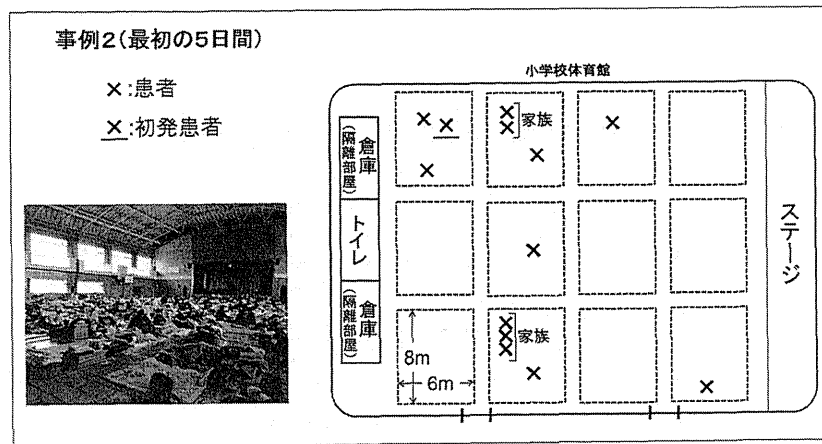 事例2(最初の5日間)
×:患者
×:初発患者
小学校体育館
倉庫
(隔離部屋)
トイレ
倉庫
(隔離部屋)
家族
家族
8m
6m
ステージ